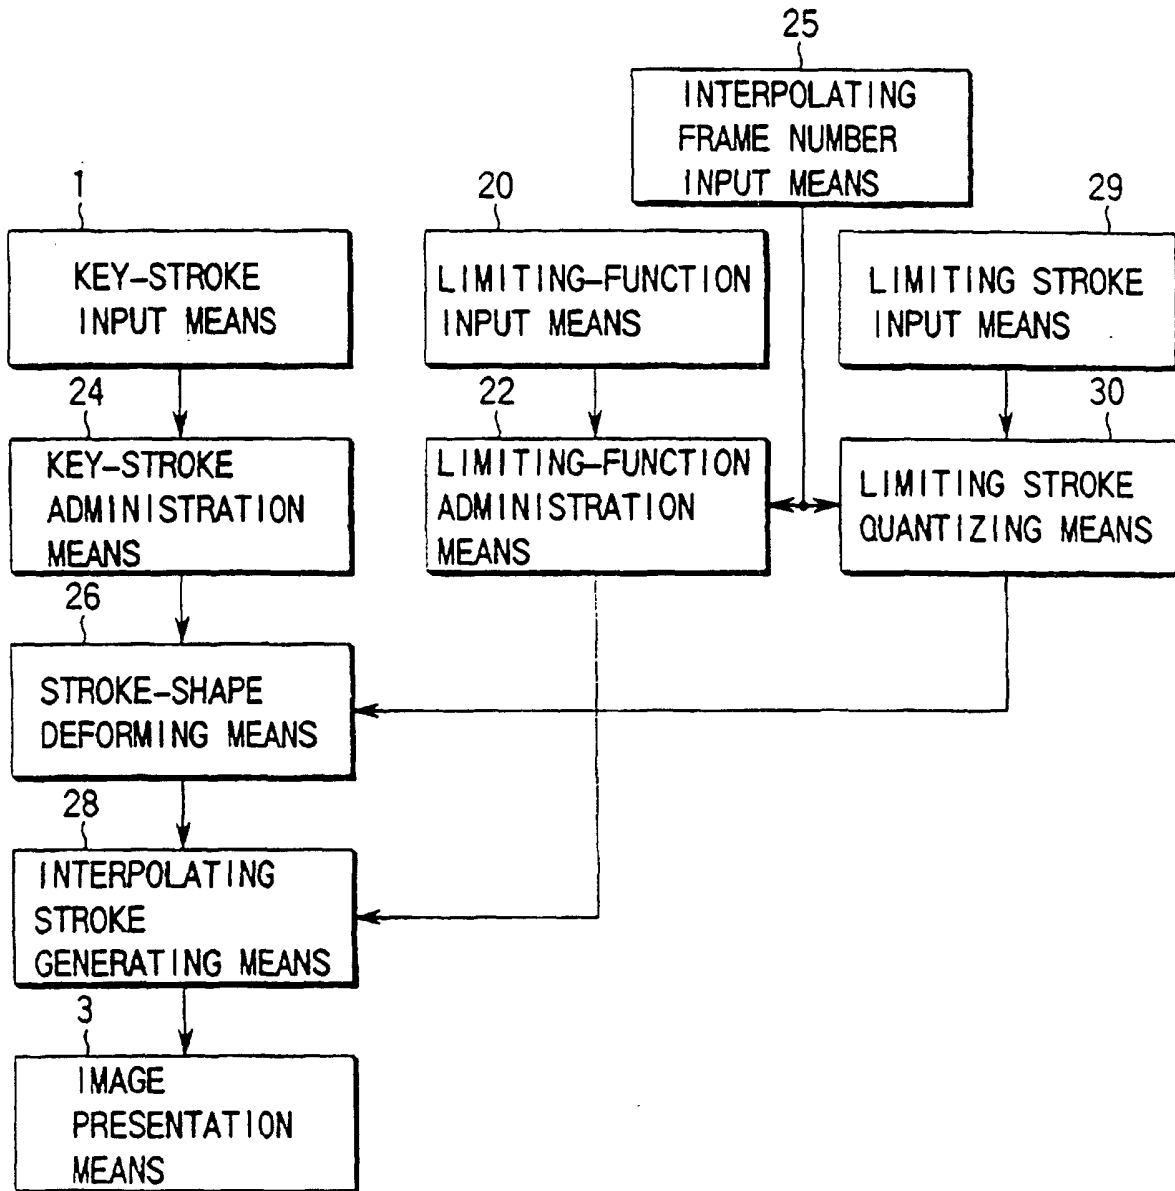 25
INTERPOLATING
FRAME NUMBER
INPUT MEANS
1
KEY-STROKE
INPUT MEANS
20
LIMITING-FUNCTION
INPUT MEANS
29
LIMITING STROKE
INPUT MEANS
24
KEY-STROKE
ADMINISTRATION
MEANS
22
LIMITING-FUNCTION
ADMINISTRATION
MEANS
30
LIMITING STROKE
QUANTIZING MEANS
26
STROKE-SHAPE
DEFORMING MEANS
28
INTERPOLATING
STROKE
GENERATING MEANS
3
IMAGE
PRESENTATION
MEANS